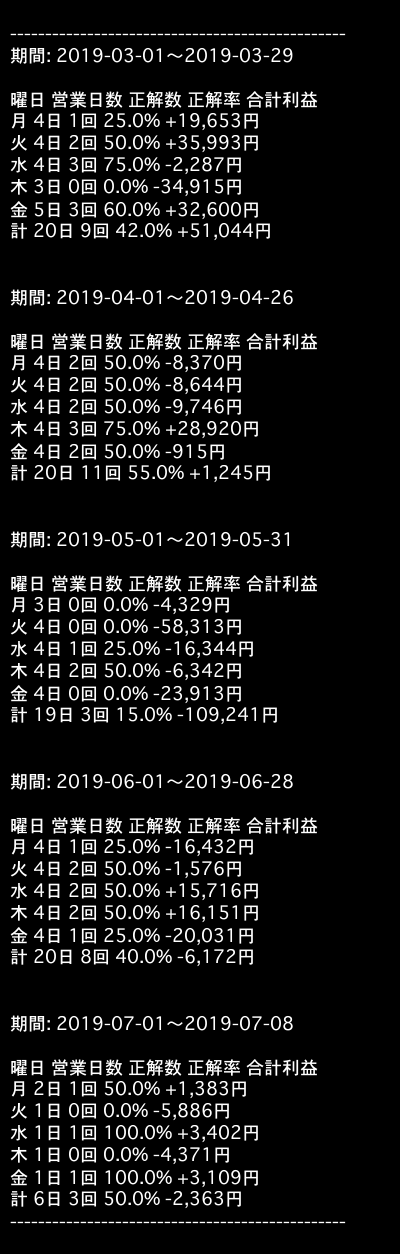 ------------------------------------------------
期間: 2019-03-01～2019-03-29
曜日 営業日数 正解数 正解率 合計利益
月 4日 1回 25.0% +19,653円
火 4日 2回 50.0% +35,993円
水 4日 3回 75.0% -2,287円
木 3日 0回 0.0% -34,915円
金 5日 3回 60.0% +32,600円
計 20日 9回 42.0% +51,044円
期間: 2019-04-01～2019-04-26
曜日 営業日数 正解数 正解率 合計利益
月 4日 2回 50.0% -8,370円
火 4日 2回 50.0% -8,644円
水 4日 2回 50.0% -9,746円
木 4日 3回 75.0% +28,920円
金 4日 2回 50.0% -915円
計 20日 11回 55.0% +1,245円
期間: 2019-05-01～2019-05-31
曜日 営業日数 正解数 正解率 合計利益
月 3日 0回 0.0% -4,329円
火 4日 0回 0.0% -58,313円
水 4日 1回 25.0% -16,344円
木 4日 2回 50.0% -6,342円
金 4日 0回 0.0% -23,913円
計 19日 3回 15.0% -109,241円
期間: 2019-06-01～2019-06-28
曜日 営業日数 正解数 正解率 合計利益
月 4日 1回 25.0% -16,432円
火 4日 2回 50.0% -1,576円
水 4日 2回 50.0% +15,716円
木 4日 2回 50.0% +16,151円
金 4日 1回 25.0% -20,031円
計 20日 8回 40.0% -6,172円
期間: 2019-07-01～2019-07-08
曜日 営業日数 正解数 正解率 合計利益
月 2日 1回 50.0% +1,383円
火 1日 0回 0.0% -5,886円
水 1日 1回 100.0% +3,402円
木 1日 0回 0.0% -4,371円
金 1日 1回 100.0% +3,109円
計 6日 3回 50.0% -2,363円
------------------------------------------------